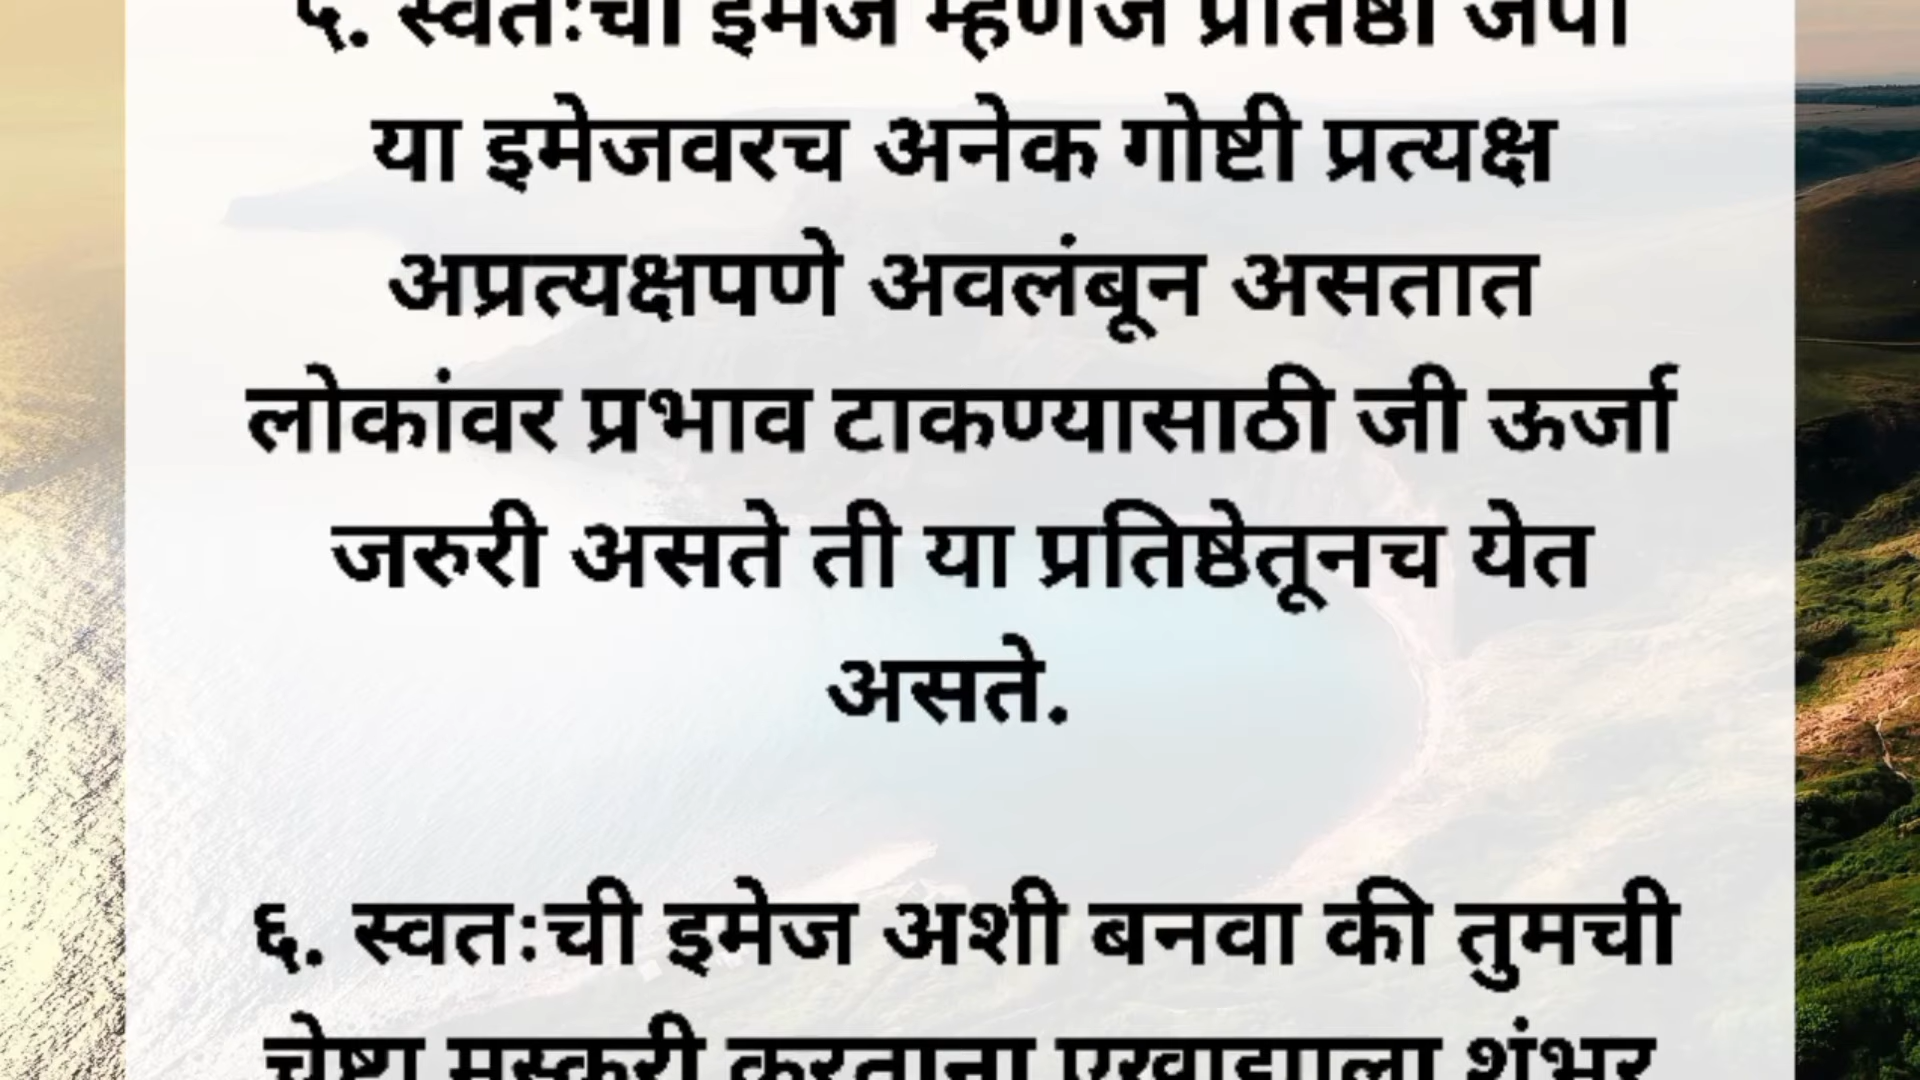 ५. स्वतःची इमेज म्हणजे प्रतिष्ठा जपा
या इमेजवरच अनेक गोष्टी प्रत्यक्ष
अप्रत्यक्षपणे अवलंबून असतात
लोकांवर प्रभाव टाकण्यासाठी जी ऊर्जा
जरुरी असते ती या प्रतिष्ठेतूनच येत
असते.
६. स्वतःची इमेज अशी बनवा की तुमची
चेष्टा मस्करी करताना एखाद्याला शंभर